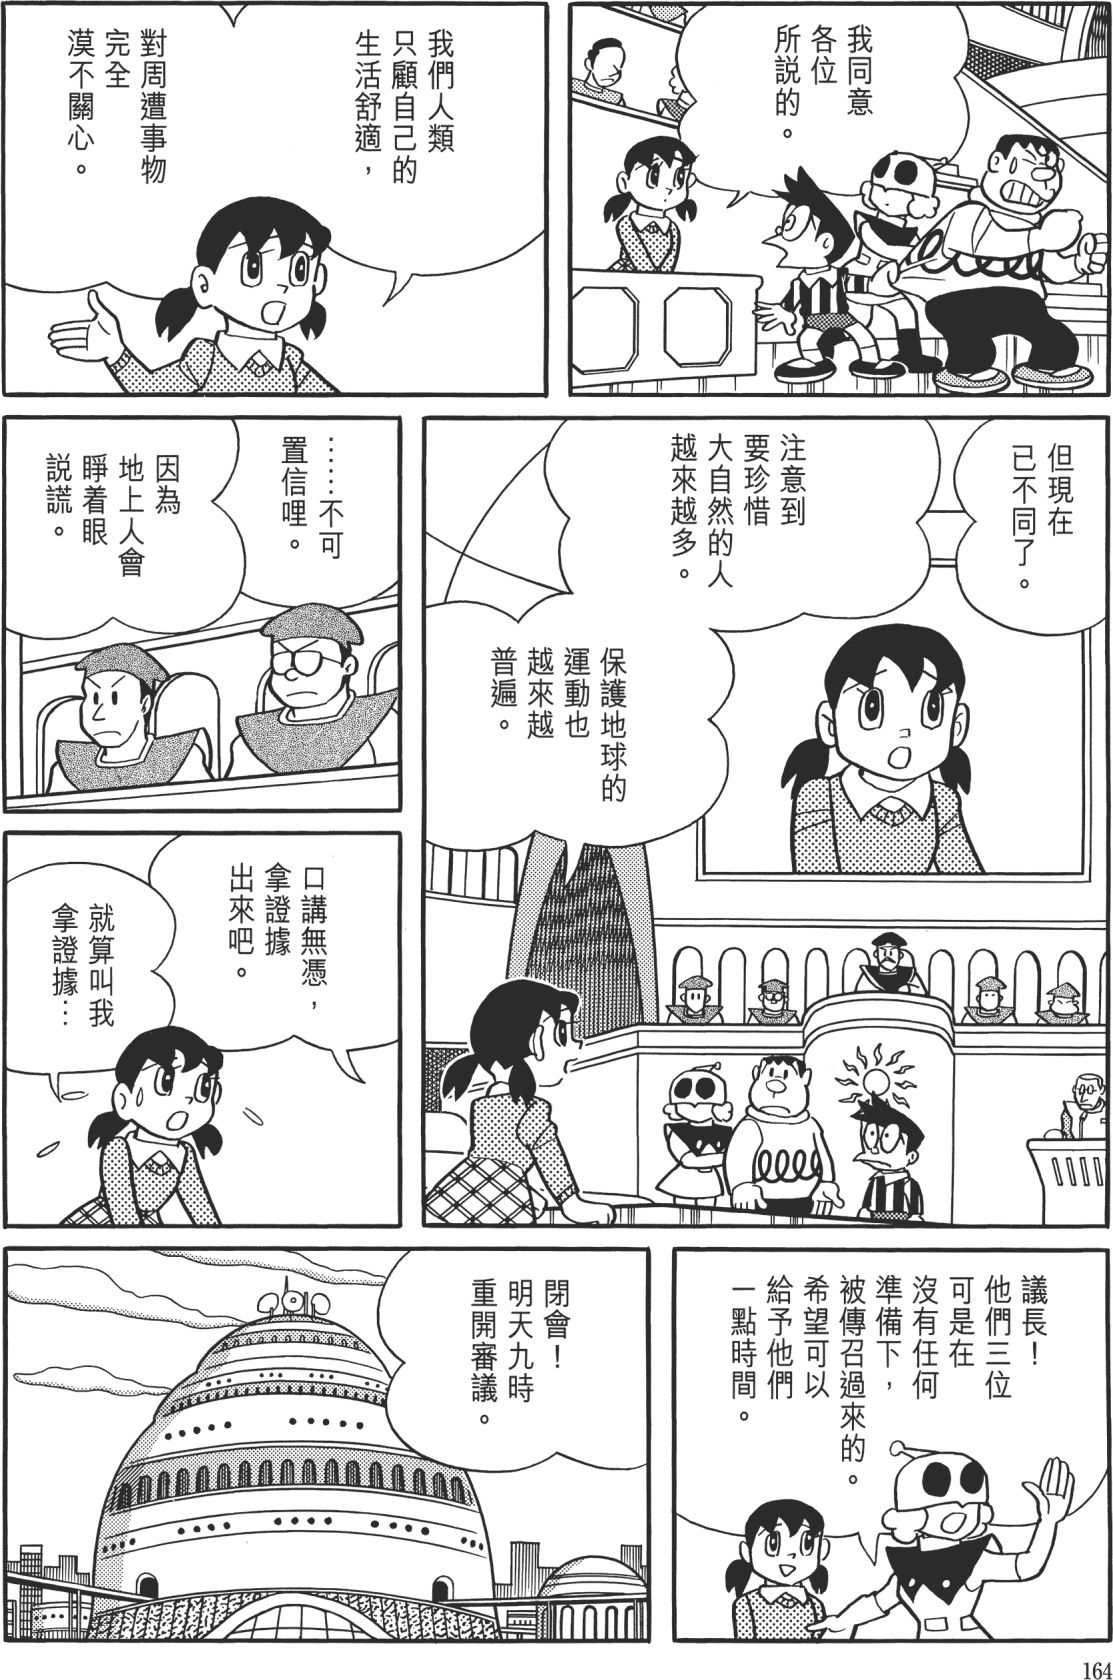 我同意
各位
所説的。
我們人類
只顧自己的
生活舒適，
對周遭事物
完全
漠不關心。
但現在
已不同了。
注意到
要珍惜
大自然的人
越來越多。
保護地球的
運動也
越來越
普遍。
……不可
置信哩。
因為
地上人會
睜着眼
説謊。
口講無憑，
拿證據
出來吧。
就算叫我
拿證據…
議長！
他們三位
可是在
沒有任何
準備下，
被傳召過來的。
希望可以
給予他們
一點時間。
閉會！
明天九時
重開審議。
164